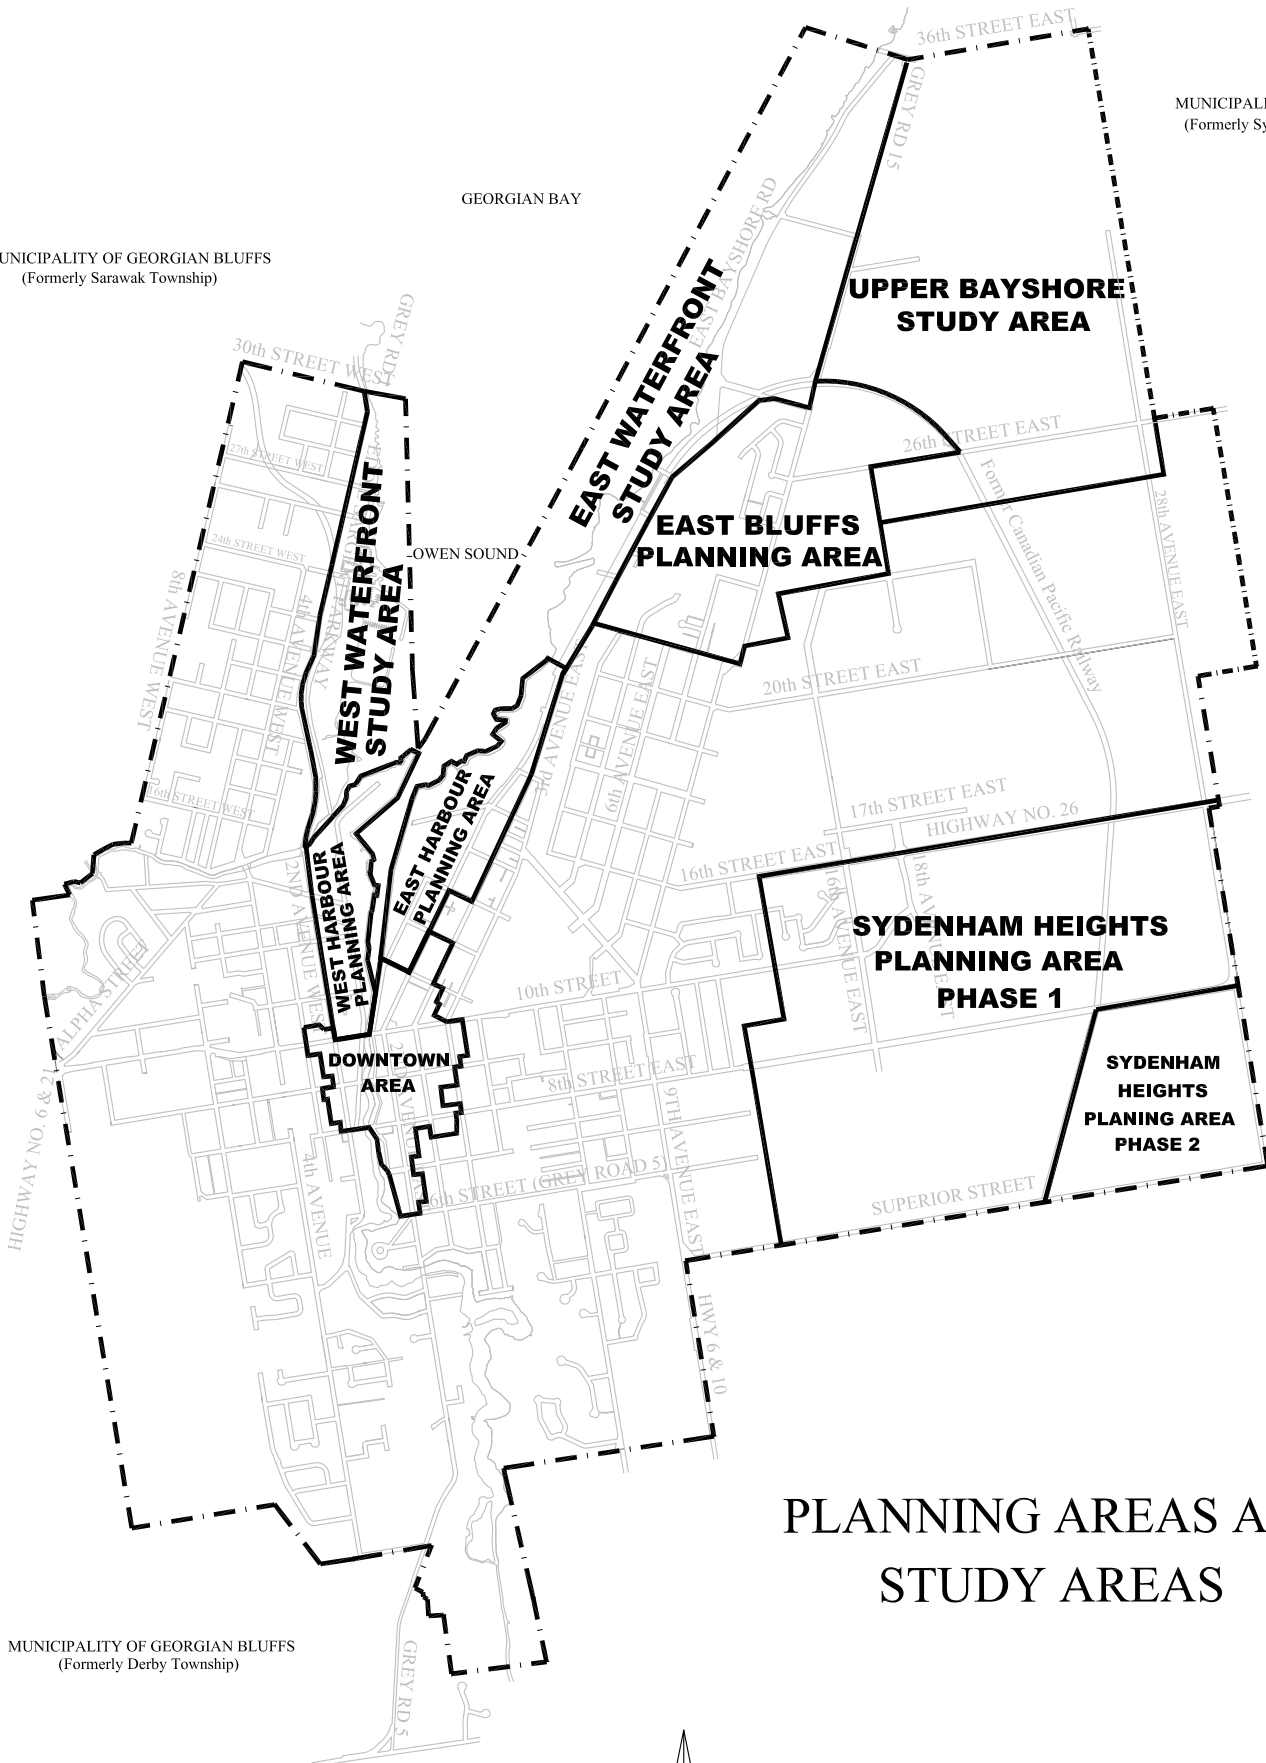 36th STREET EAST
GREY RD 15
MUNICIPALI
(Formerly Sy
GEORGIAN BAY
UNICIPALITY OF GEORGIAN BLUFFS
(Formerly Sarawak Township)
EAST BAYSHORE RD
UPPER BAYSHORE
STUDY AREA
EAST WATERFRONT
STUDY AREA
GREY RD 1
30th STREET WEST
27th STREET WEST
24th STREET WEST
8th AVENUE WEST
4th AVENUE WEST
PARKWAY
WEST WATERFRONT
STUDY AREA
OWEN SOUND
26th STREET EAST
Former Canadian Pacific Railway
28th AVENUE EAST
EAST BLUFFS
PLANNING AREA
20th STREET EAST
3rd AVENUE EAST
6th AVENUE EAST
16th STREET WEST
17th STREET EAST
HIGHWAY NO. 26
16th STREET EAST
16th AVENUE EAST
18th AVENUE EAST
EAST HARBOUR
PLANNING AREA
WEST HARBOUR
PLANNING AREA
2ND AVENUE WEST
ALPHA STREET
SYDENHAM HEIGHTS
PLANNING AREA
PHASE 1
10th STREET
DOWNTOWN
AREA
2ND AVENUE
8th STREET EAST
9TH AVENUE EAST
SYDENHAM
HEIGHTS
PLANING AREA
PHASE 2
HIGHWAY NO. 6 & 21
4th AVENUE
6th STREET (GREY ROAD 5)
SUPERIOR STREET
HWY 6 & 10
PLANNING AREAS A
STUDY AREAS
MUNICIPALITY OF GEORGIAN BLUFFS
(Formerly Derby Township)
GREY RD 5